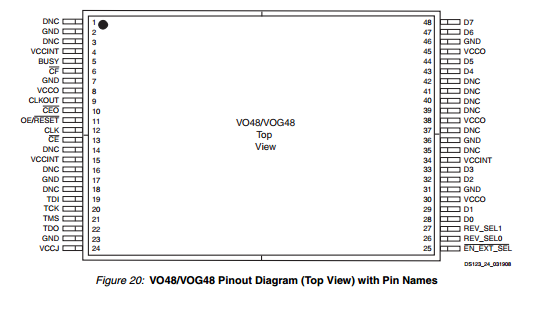 DNC 1 48 D7
GND 2 47 D6
DNC 3 46 GND
VCCINT 4 45 VCCO
BUSY 5 44 D5
CF 6 43 D4
GND 7 42 DNC
VCCO 8 41 DNC
CLKOUT 9 40 DNC
CEO 10 39 DNC
OE/RESET 11 38 VCCO
CLK 12 37 DNC
CE 13 36 GND
DNC 14 35 DNC
VCCINT 15 34 VCCINT
DNC 16 33 D3
GND 17 32 D2
DNC 18 31 GND
TDI 19 30 VCCO
TCK 20 29 D1
TMS 21 28 D0
TDO 22 27 REV_SEL1
GND 23 26 REV_SEL0
VCCJ 24 25 EN_EXT_SEL
VO48/VOG48
Top
View
DS123_24_031908
Figure 20: VO48/VOG48 Pinout Diagram (Top View) with Pin Names